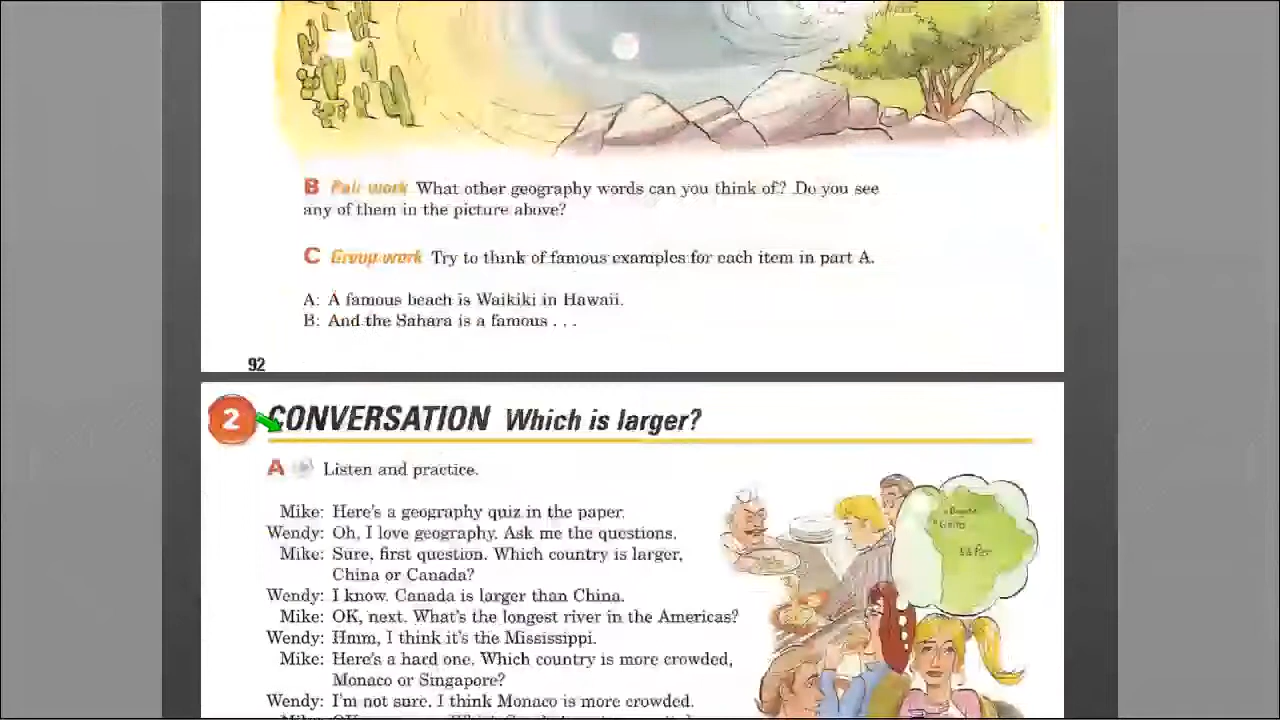 B Pair work What other geography words can you think of? Do you see
any of them in the picture above?
C Group work Try to think of famous examples for each item in part A.
A: A famous beach is Waikiki in Hawaii.
B: And the Sahara is a famous . . .
92
2 CONVERSATION Which is larger?
A Listen and practice.
Mike: Here's a geography quiz in the paper.
Wendy: Oh, I love geography. Ask me the questions.
Mike: Sure, first question. Which country is larger,
China or Canada?
Wendy: I know. Canada is larger than China.
Mike: OK, next. What's the longest river in the Americas?
Wendy: Hmm, I think it's the Mississippi.
Mike: Here's a hard one. Which country is more crowded,
Monaco or Singapore?
Wendy: I'm not sure. I think Monaco is more crowded.